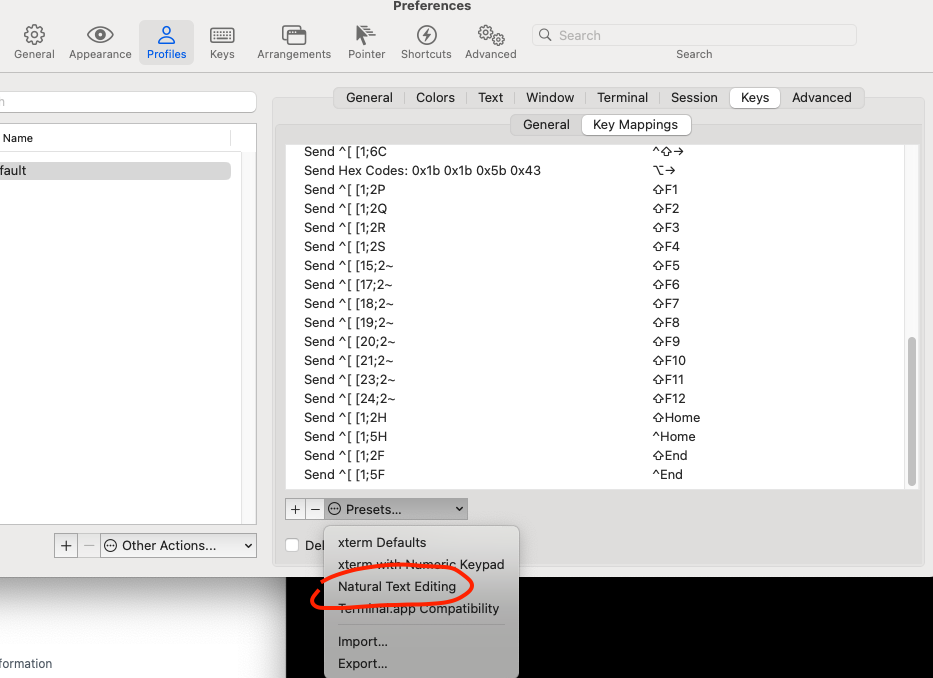 Preferences
General Appearance Profiles Keys Arrangements Pointer Shortcuts Advanced Search
Search
General Colors Text Window Terminal Session Keys Advanced
General Key Mappings
Name
fault
Send ^[ [1;6C ^⇧→
Send Hex Codes: 0x1b 0x1b 0x5b 0x43 ⌥→
Send ^[ [1;2P ⇧F1
Send ^[ [1;2Q ⇧F2
Send ^[ [1;2R ⇧F3
Send ^[ [1;2S ⇧F4
Send ^[ [15;2~ ⇧F5
Send ^[ [17;2~ ⇧F6
Send ^[ [18;2~ ⇧F7
Send ^[ [19;2~ ⇧F8
Send ^[ [20;2~ ⇧F9
Send ^[ [21;2~ ⇧F10
Send ^[ [23;2~ ⇧F11
Send ^[ [24;2~ ⇧F12
Send ^[ [1;2H ⇧Home
Send ^[ [1;5H ^Home
Send ^[ [1;2F ⇧End
Send ^[ [1;5F ^End
+ − Presets...
+ − Other Actions...
Del
xterm Defaults
xterm with Numeric Keypad
Natural Text Editing
Terminal.app Compatibility
Import...
Export...
formation